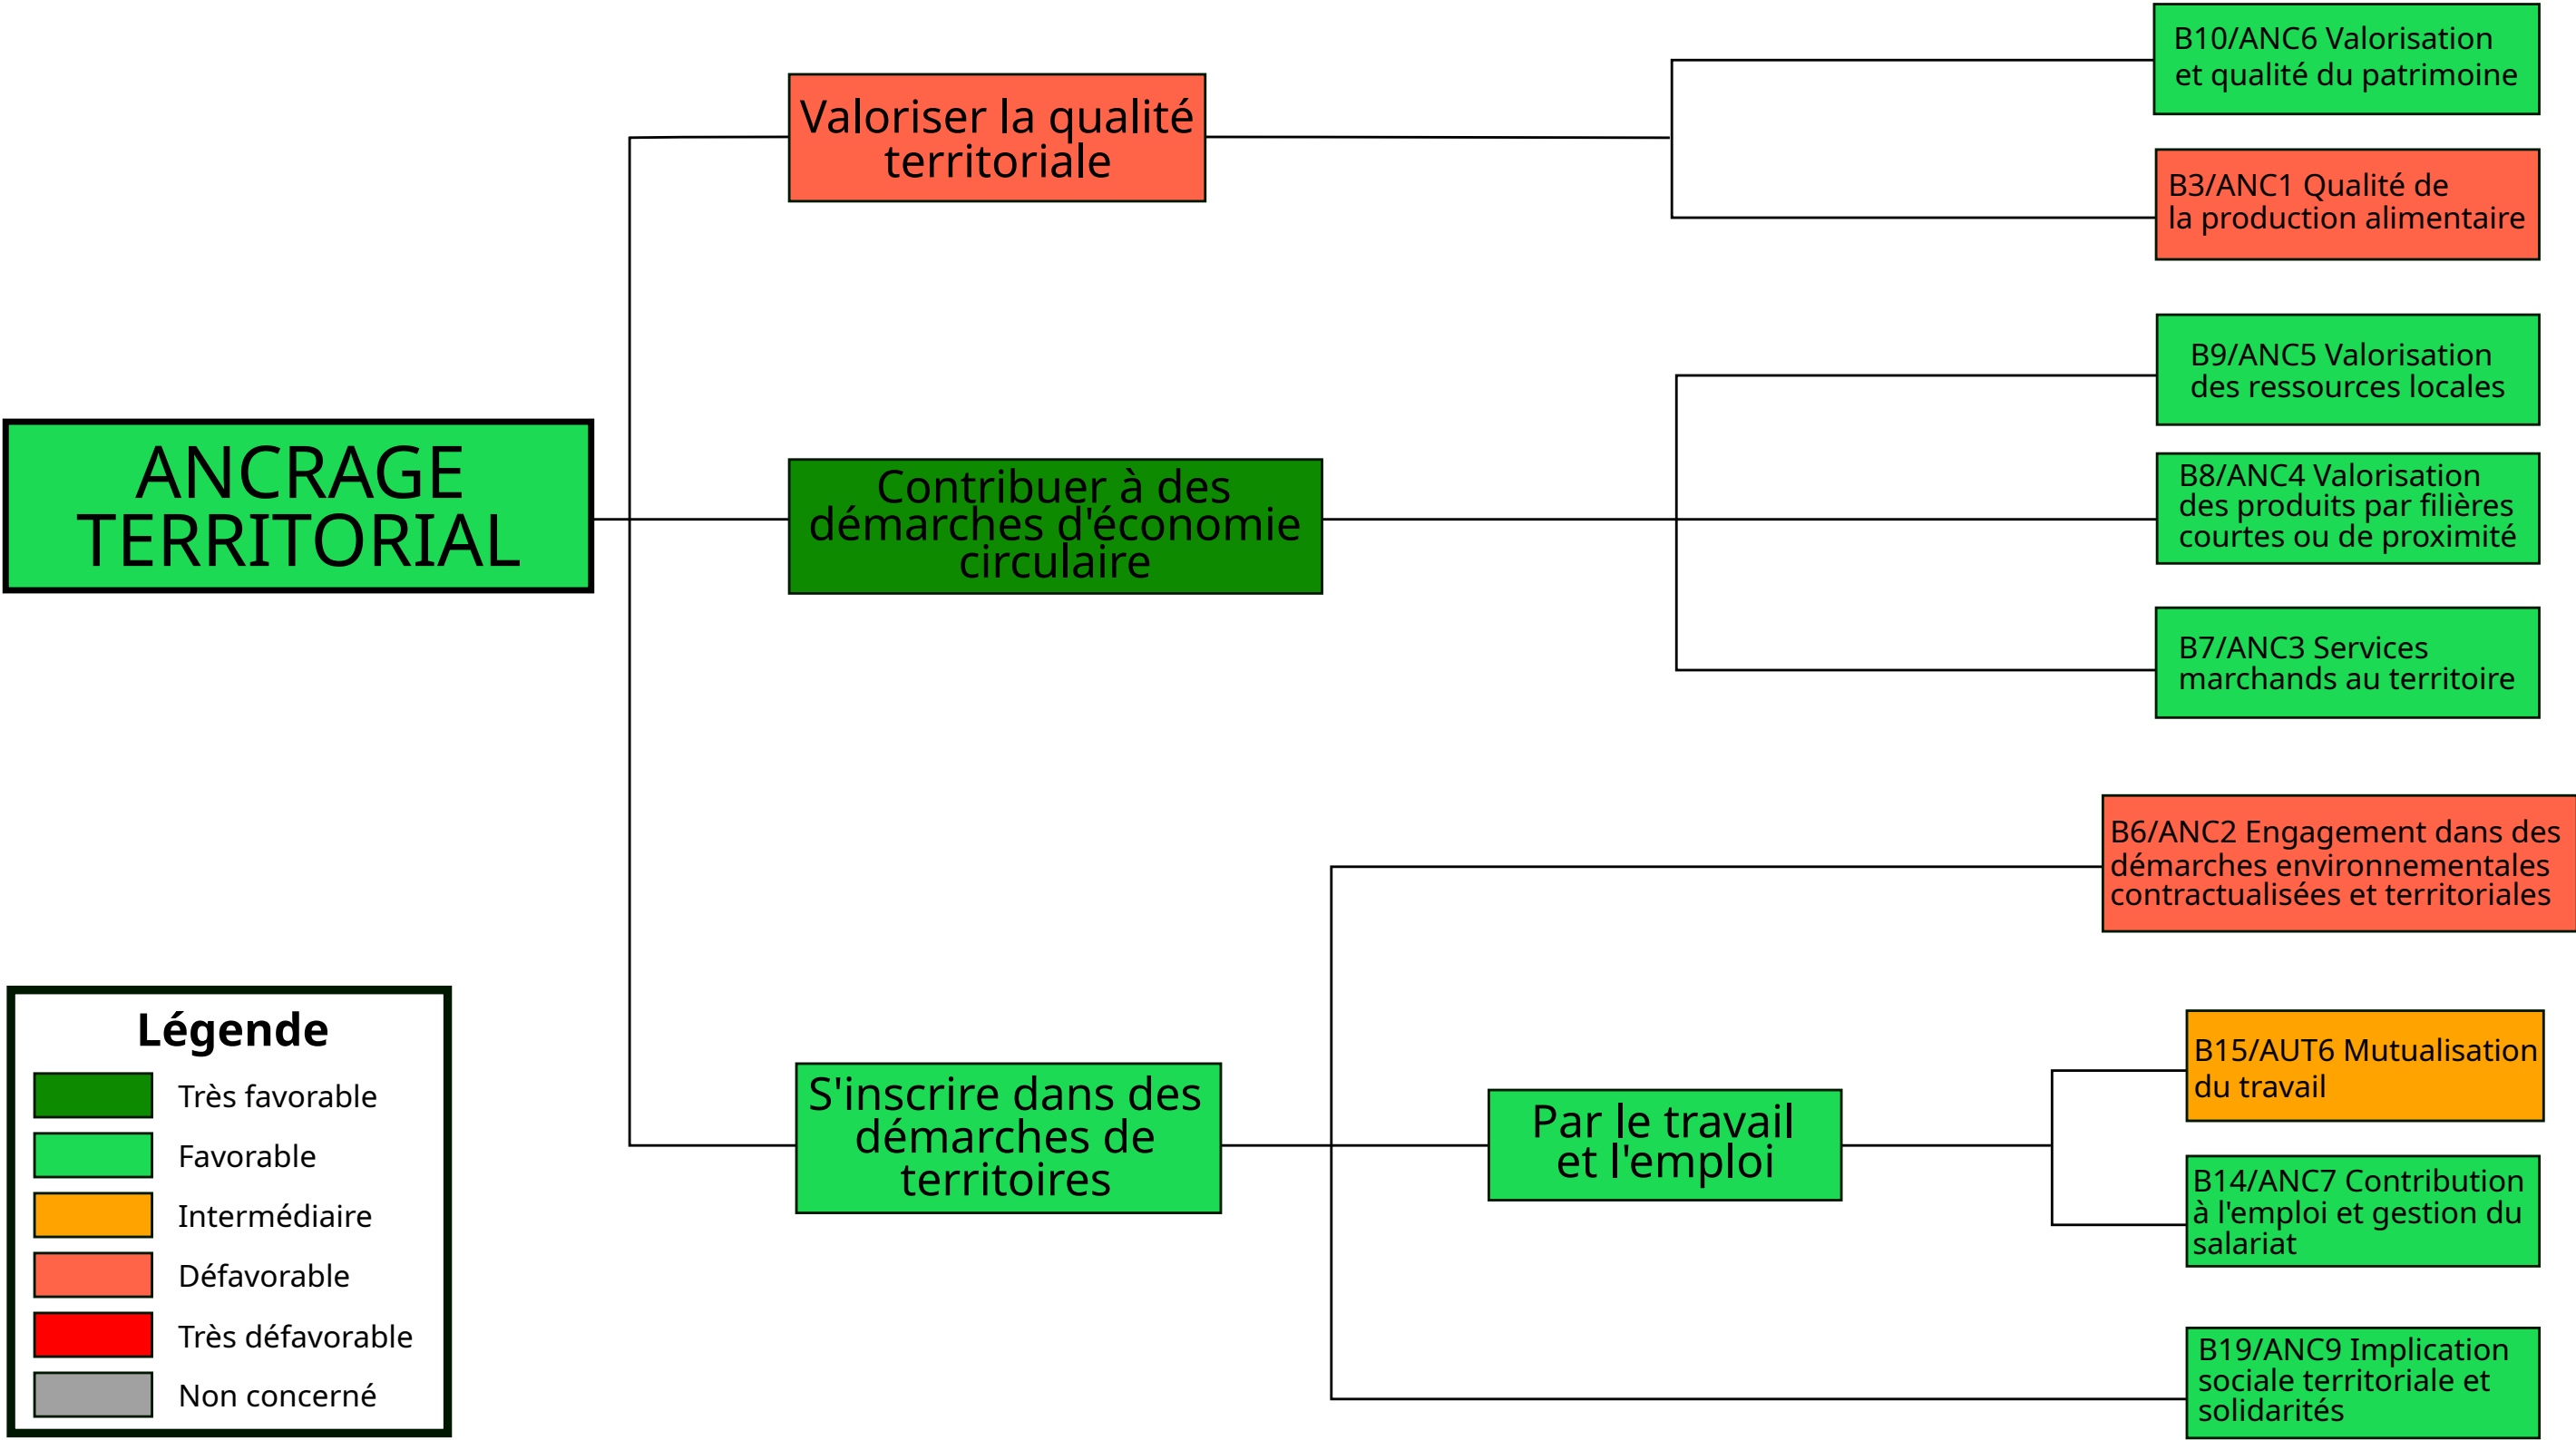 ANCRAGE
TERRITORIAL
Valoriser la qualité
territoriale
B10/ANC6 Valorisation
et qualité du patrimoine
B3/ANC1 Qualité de
la production alimentaire
Contribuer à des
démarches d'économie
circulaire
B9/ANC5 Valorisation
des ressources locales
B8/ANC4 Valorisation
des produits par filières
courtes ou de proximité
B7/ANC3 Services
marchands au territoire
S'inscrire dans des
démarches de
territoires
B6/ANC2 Engagement dans des
démarches environnementales
contractualisées et territoriales
Par le travail
et l'emploi
B15/AUT6 Mutualisation
du travail
B14/ANC7 Contribution
à l'emploi et gestion du
salariat
B19/ANC9 Implication
sociale territoriale et
solidarités
Légende
Très favorable
Favorable
Intermédiaire
Défavorable
Très défavorable
Non concerné